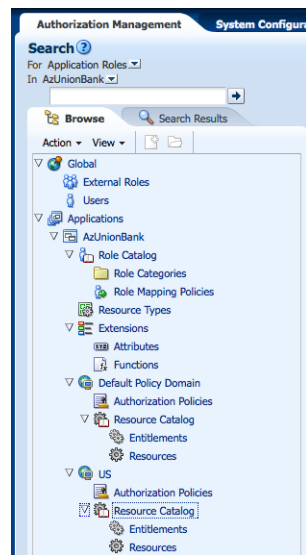 Authorization Management System Configura
Search
For Application Roles
In AzUnionBank
Browse Search Results
Action View
Global
External Roles
Users
Applications
AzUnionBank
Role Catalog
Role Categories
Role Mapping Policies
Resource Types
Extensions
Attributes
Functions
Default Policy Domain
Authorization Policies
Resource Catalog
Entitlements
Resources
US
Authorization Policies
Resource Catalog
Entitlements
Resources